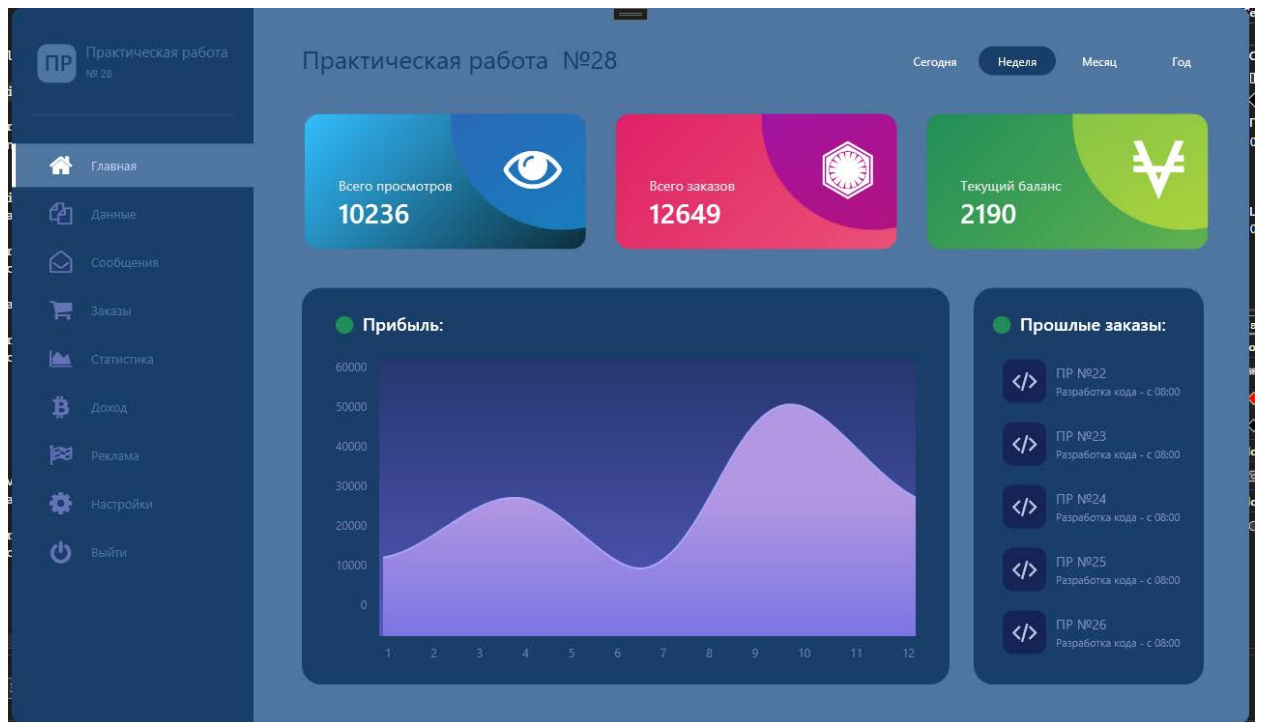 ПР
Практическая работа
№ 28
Главная
Данные
Сообщения
Заказы
Статистика
Доход
Реклама
Настройки
Выйти
Практическая работа №28
Сегодня
Неделя
Месяц
Год
Всего просмотров
10236
Всего заказов
12649
Текущий баланс
2190
Прибыль:
60000
50000
40000
30000
20000
10000
0
1 2 3 4 5 6 7 8 9 10 11 12
Прошлые заказы:
ПР №22
Разработка кода - с 08:00
ПР №23
Разработка кода - с 08:00
ПР №24
Разработка кода - с 08:00
ПР №25
Разработка кода - с 08:00
ПР №26
Разработка кода - с 08:00